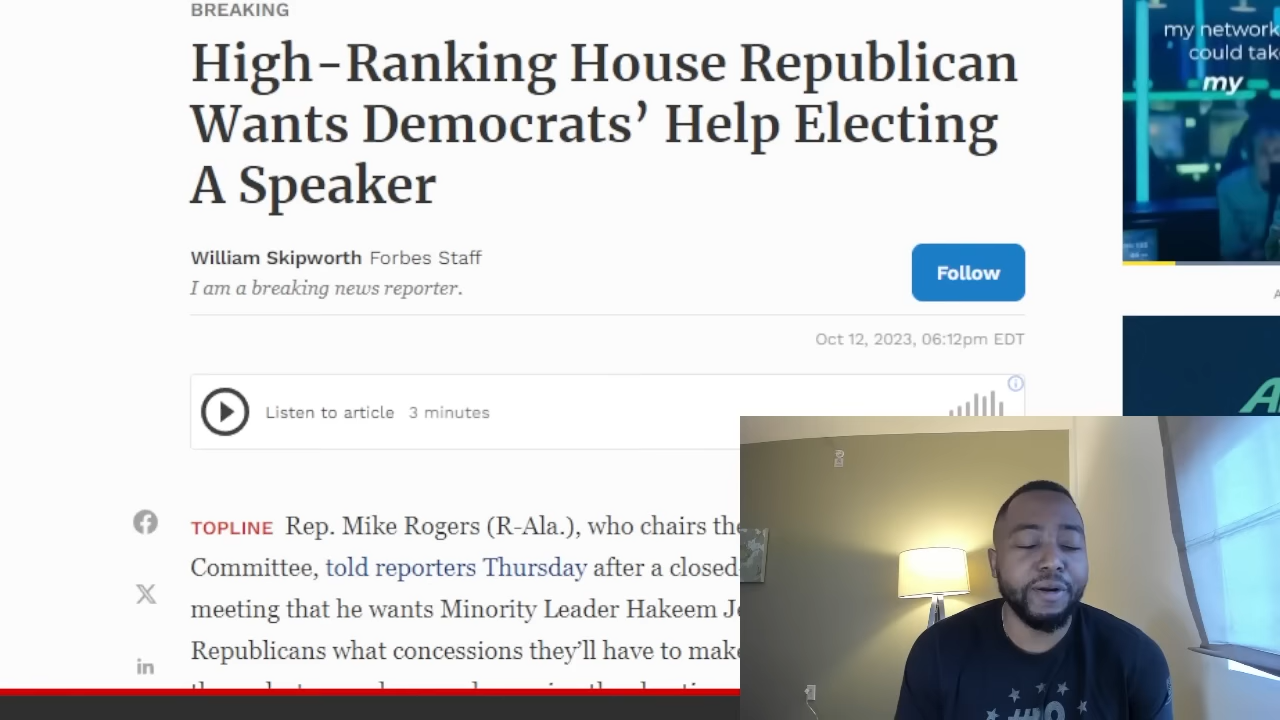 BREAKING
High-Ranking House Republican
Wants Democrats’ Help Electing
A Speaker
William Skipworth Forbes Staff
I am a breaking news reporter.
Follow
Oct 12, 2023, 06:12pm EDT
Listen to article 3 minutes
TOPLINE Rep. Mike Rogers (R-Ala.), who chairs the
Committee, told reporters Thursday after a closed
meeting that he wants Minority Leader Hakeem
Republicans what concessions they’ll have to make
my network
could tak
my